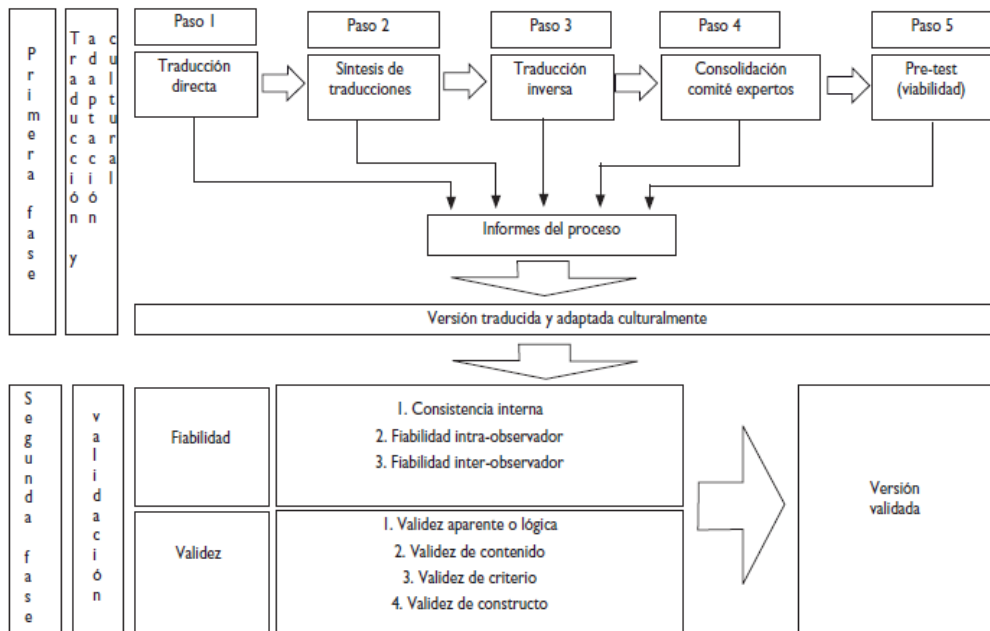 Primera fase
Traducción y
adaptación
cultural
Paso 1
Paso 2
Paso 3
Paso 4
Paso 5
Traducción
directa
Síntesis de
traducciones
Traducción
inversa
Consolidación
comité expertos
Pre-test
(viabilidad)
Informes del proceso
Versión traducida y adaptada culturalmente
Segunda fase
validación
Fiabilidad
1. Consistencia interna
2. Fiabilidad intra-observador
3. Fiabilidad inter-observador
Validez
1. Validez aparente o lógica
2. Validez de contenido
3. Validez de criterio
4. Validez de constructo
Versión
validada